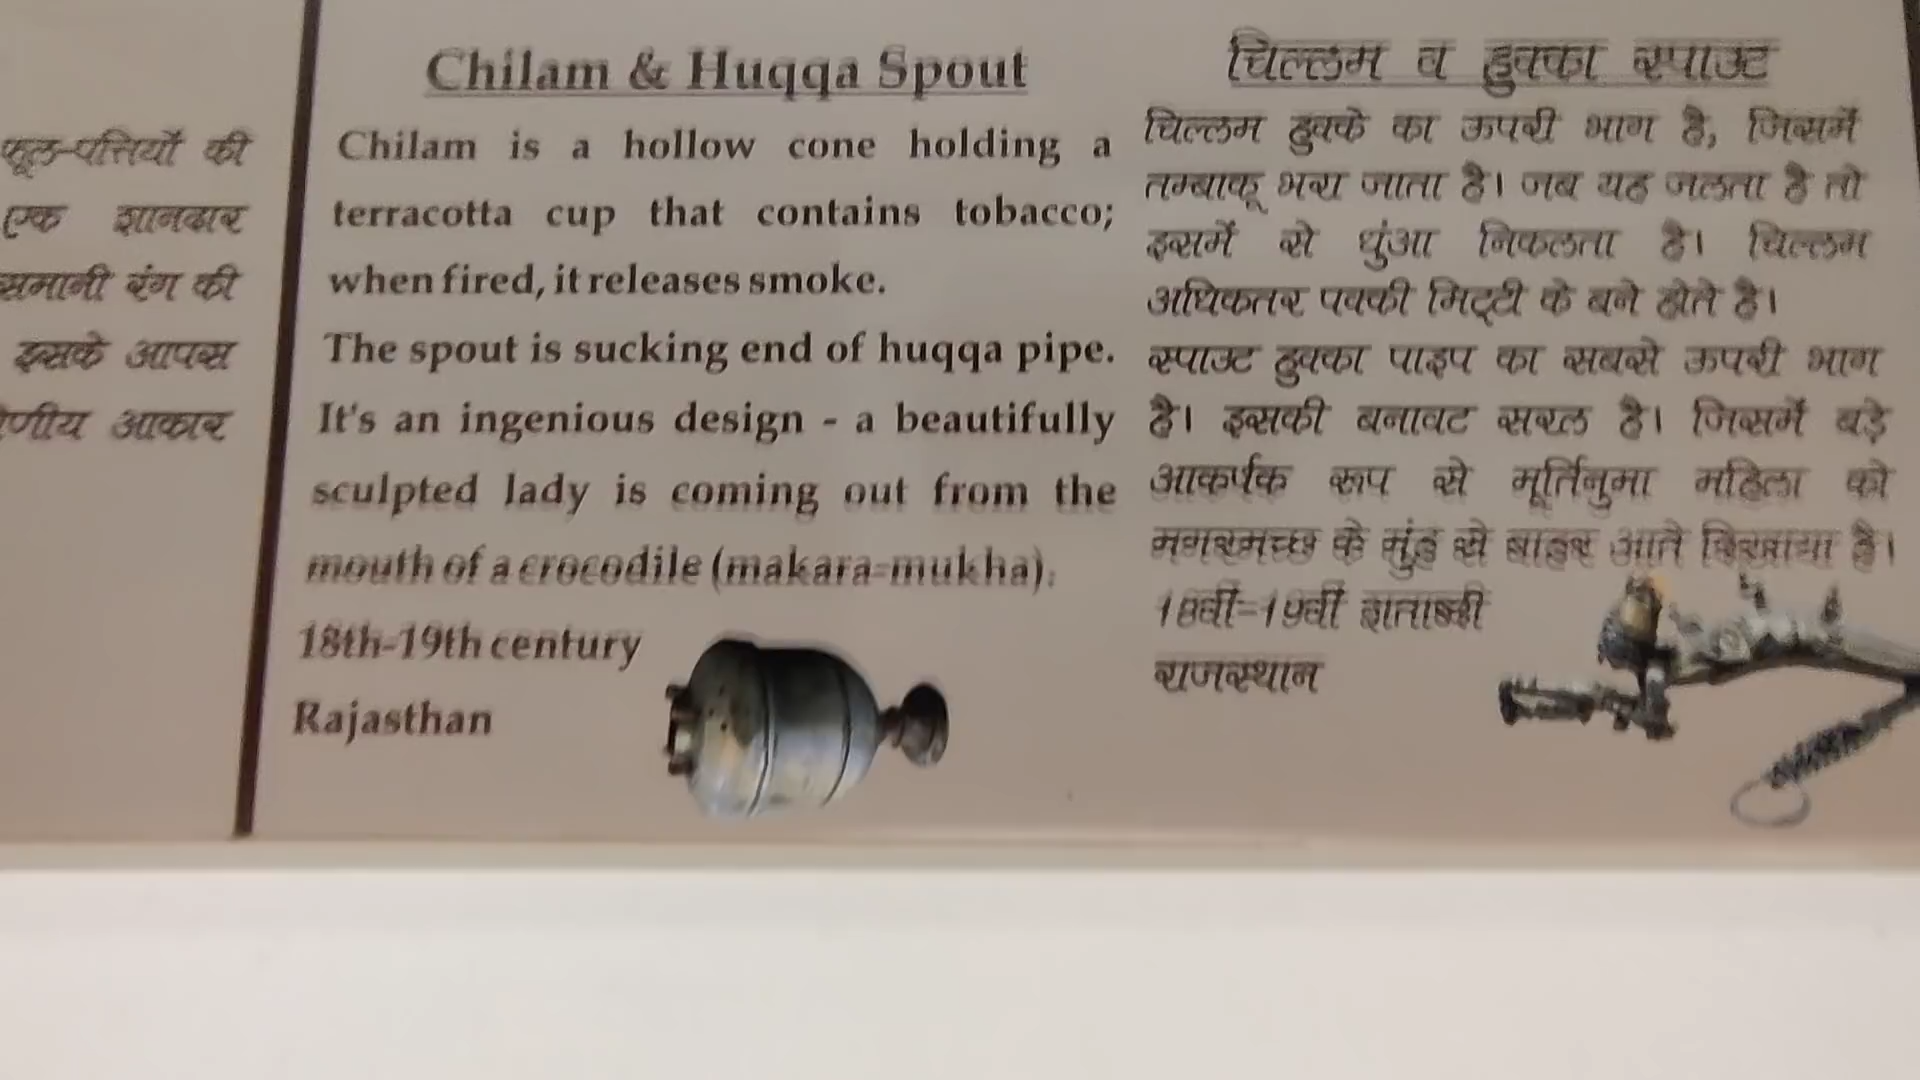 फूल-पत्तियों की
एक शानदार
समानी रंग की
इसके आपस
णीय आकार
Chilam & Huqqa Spout
Chilam is a hollow cone holding a
terracotta cup that contains tobacco;
when fired, it releases smoke.
The spout is sucking end of huqqa pipe.
It's an ingenious design - a beautifully
sculpted lady is coming out from the
mouth of a crocodile (makara-mukha).
18th-19th century
Rajasthan
चिल्लम व हुक्का स्पाउट
चिल्लम हुक्के का ऊपरी भाग है, जिसमें
तम्बाकू भरा जाता है। जब यह जलता है तो
इसमें से धुंआ निकलता है। चिल्लम
अधिकतर पक्की मिट्टी के बने होते है।
स्पाउट हुक्का पाइप का सबसे ऊपरी भाग
है। इसकी बनावट सरल है। जिसमें बड़े
आकर्षक रूप से मूर्तिनुमा महिला को
मगरमच्छ के मुंह से बाहर आते दिखाया है।
18वीं-19वीं शताब्दी
राजस्थान